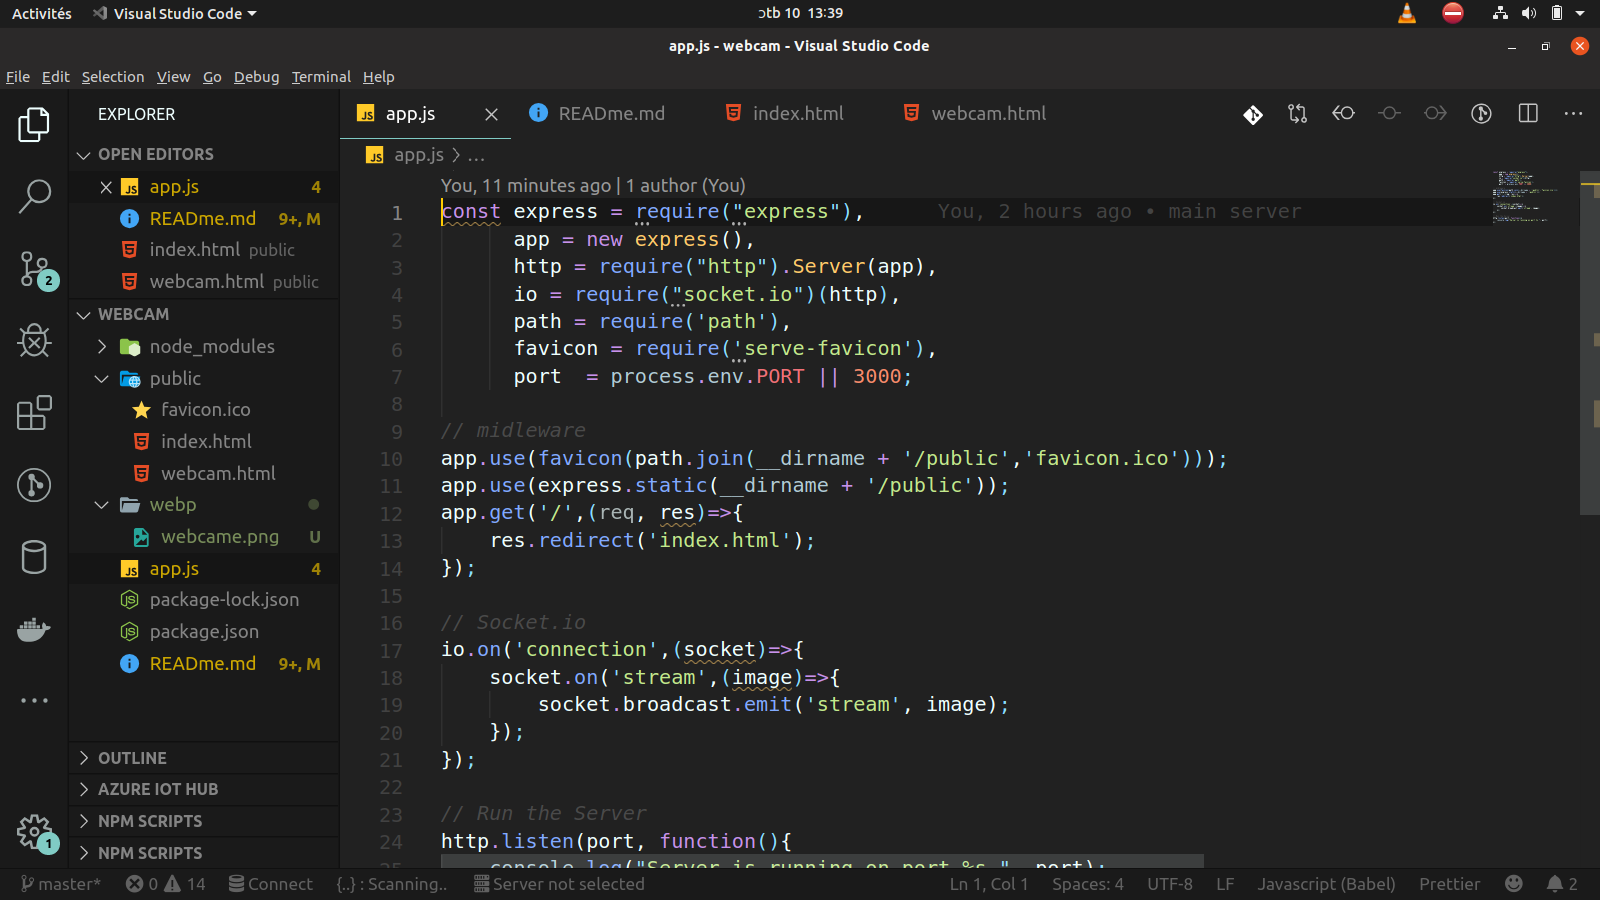 Activités
Visual Studio Code
ɔtb 10 13:39
app.js - webcam - Visual Studio Code
File Edit Selection View Go Debug Terminal Help
EXPLORER
OPEN EDITORS
app.js 4
READme.md 9+, M
index.html public
webcam.html public
2
WEBCAM
node_modules
public
favicon.ico
index.html
webcam.html
webp
webcame.png U
app.js 4
package-lock.json
package.json
READme.md 9+, M
OUTLINE
AZURE IOT HUB
NPM SCRIPTS
NPM SCRIPTS
1
app.js READme.md index.html webcam.html
app.js > ...
You, 11 minutes ago | 1 author (You)
1 const express = require("express"), You, 2 hours ago • main server
2 app = new express(),
3 http = require("http").Server(app),
4 io = require("socket.io")(http),
5 path = require('path'),
6 favicon = require('serve-favicon'),
7 port  = process.env.PORT || 3000;
8
9 // midleware
10 app.use(favicon(path.join(__dirname + '/public','favicon.ico')));
11 app.use(express.static(__dirname + '/public'));
12 app.get('/',(req, res)=>{
13 res.redirect('index.html');
14 });
15
16 // Socket.io
17 io.on('connection',(socket)=>{
18 socket.on('stream',(image)=>{
19 socket.broadcast.emit('stream', image);
20 });
21 });
22
23 // Run the Server
24 http.listen(port, function(){
25 console.log("Server is running on port %s ", port);
master* 0 14 Connect {..} : Scanning.. Server not selected Ln 1, Col 1 Spaces: 4 UTF-8 LF Javascript (Babel) Prettier 2